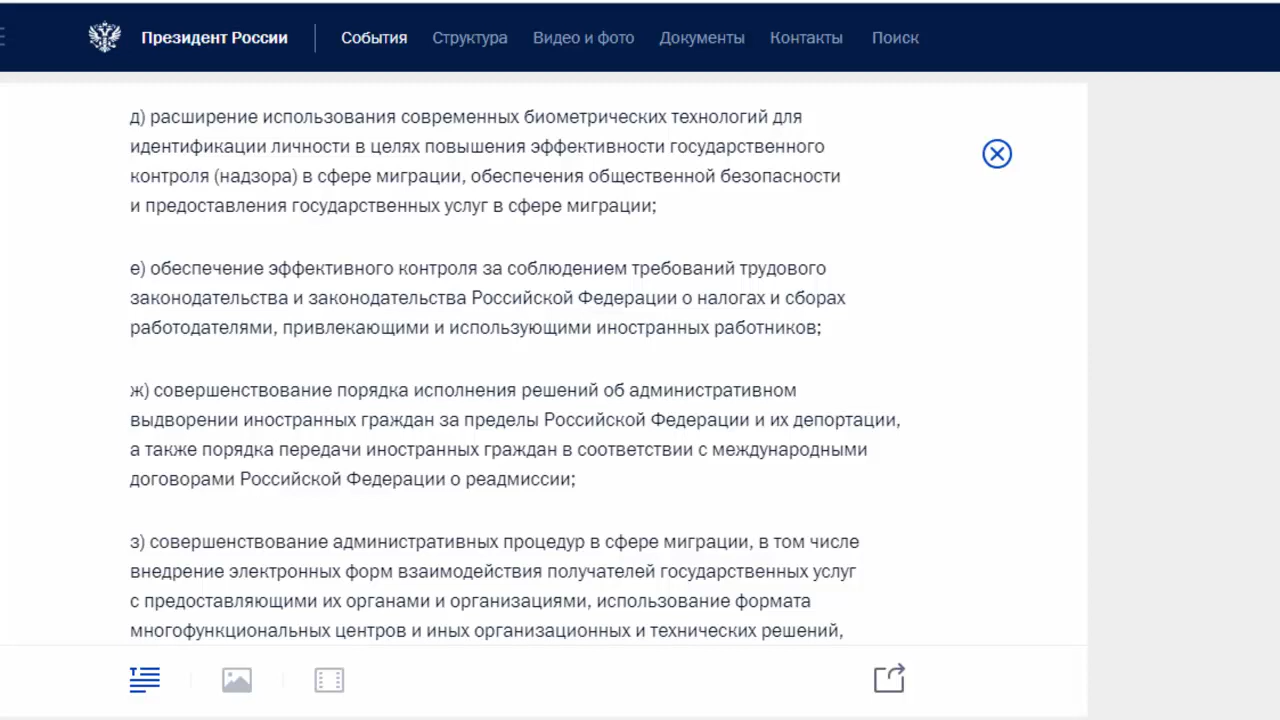 Президент России События Структура Видео и фото Документы Контакты Поиск
д) расширение использования современных биометрических технологий для
идентификации личности в целях повышения эффективности государственного
контроля (надзора) в сфере миграции, обеспечения общественной безопасности
и предоставления государственных услуг в сфере миграции;
е) обеспечение эффективного контроля за соблюдением требований трудового
законодательства и законодательства Российской Федерации о налогах и сборах
работодателями, привлекающими и использующими иностранных работников;
ж) совершенствование порядка исполнения решений об административном
выдворении иностранных граждан за пределы Российской Федерации и их депортации,
а также порядка передачи иностранных граждан в соответствии с международными
договорами Российской Федерации о реадмиссии;
з) совершенствование административных процедур в сфере миграции, в том числе
внедрение электронных форм взаимодействия получателей государственных услуг
с предоставляющими их органами и организациями, использование формата
многофункциональных центров и иных организационных и технических решений,